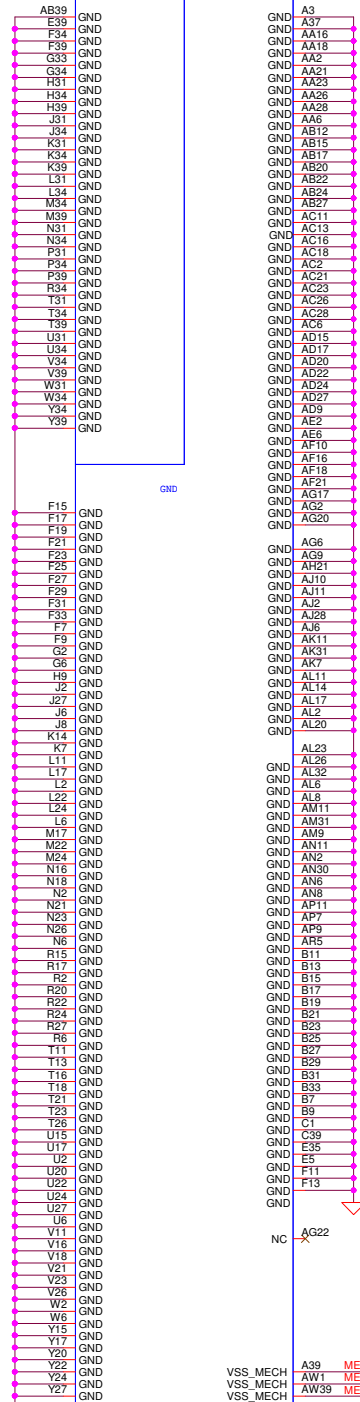 AB39 GND
E39 GND
F34 GND
F39 GND
G33 GND
G34 GND
H31 GND
H34 GND
H39 GND
J31 GND
J34 GND
K31 GND
K34 GND
K39 GND
L31 GND
L34 GND
M34 GND
M39 GND
N31 GND
N34 GND
P31 GND
P34 GND
P39 GND
R34 GND
T31 GND
T34 GND
T39 GND
U31 GND
U34 GND
V34 GND
V39 GND
W31 GND
W34 GND
Y34 GND
Y39 GND
GND
F15 GND
F17 GND
F19 GND
F21 GND
F23 GND
F25 GND
F27 GND
F29 GND
F31 GND
F33 GND
F7 GND
F9 GND
G2 GND
G6 GND
H9 GND
J2 GND
J27 GND
J6 GND
J8 GND
K14 GND
K7 GND
L11 GND
L17 GND
L2 GND
L22 GND
L24 GND
L6 GND
M17 GND
M22 GND
M24 GND
N16 GND
N18 GND
N2 GND
N21 GND
N23 GND
N26 GND
N6 GND
R15 GND
R17 GND
R2 GND
R20 GND
R22 GND
R24 GND
R27 GND
R6 GND
T11 GND
T13 GND
T16 GND
T18 GND
T21 GND
T23 GND
T26 GND
U15 GND
U17 GND
U2 GND
U20 GND
U22 GND
U24 GND
U27 GND
U6 GND
V11 GND
V16 GND
V18 GND
V21 GND
V23 GND
V26 GND
W2 GND
W6 GND
Y15 GND
Y17 GND
Y20 GND
Y22 GND
Y24 GND
Y27 GND
GND A3
GND A37
GND AA16
GND AA18
GND AA2
GND AA21
GND AA23
GND AA26
GND AA28
GND AA6
GND AB12
GND AB15
GND AB17
GND AB20
GND AB22
GND AB24
GND AB27
GND AC11
GND AC13
GND AC16
GND AC18
GND AC2
GND AC21
GND AC23
GND AC26
GND AC28
GND AC6
GND AD15
GND AD17
GND AD20
GND AD22
GND AD24
GND AD27
GND AD9
GND AE2
GND AE6
GND AF10
GND AF16
GND AF18
GND AF21
GND AG17
GND AG2
GND AG20
GND AG6
GND AG9
GND AH21
GND AJ10
GND AJ11
GND AJ2
GND AJ28
GND AJ6
GND AK11
GND AK31
GND AK7
GND AL11
GND AL14
GND AL17
GND AL2
GND AL20
GND AL23
GND AL26
GND AL32
GND AL6
GND AL8
GND AM11
GND AM31
GND AM9
GND AN11
GND AN2
GND AN30
GND AN6
GND AN8
GND AP11
GND AP7
GND AP9
GND AR5
GND B11
GND B13
GND B15
GND B17
GND B19
GND B21
GND B23
GND B25
GND B27
GND B29
GND B31
GND B33
GND B7
GND B9
GND C1
GND C39
GND E35
GND E5
GND F11
GND F13
GND
NC AG22
VSS_MECH A39 ME
VSS_MECH AW1 ME
VSS_MECH AW39 ME